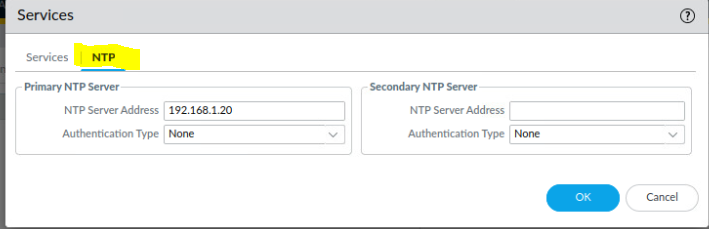 Services
Services NTP
Primary NTP Server Secondary NTP Server
NTP Server Address 192.168.1.20 NTP Server Address
Authentication Type None Authentication Type None
OK Cancel